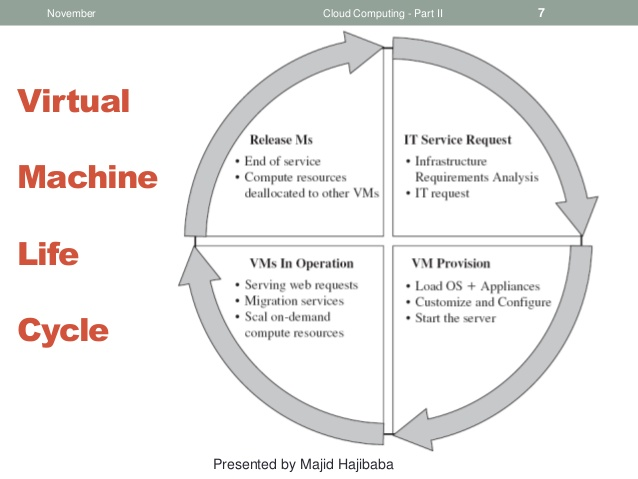 November
Cloud Computing - Part II
7
Virtual
Machine
Life
Cycle
Release Ms
• End of service
• Compute resources
deallocated to other VMs
IT Service Request
• Infrastructure
Requirements Analysis
• IT request
VMs In Operation
• Serving web requests
• Migration services
• Scal on-demand
compute resources
VM Provision
• Load OS + Appliances
• Customize and Configure
• Start the server
Presented by Majid Hajibaba